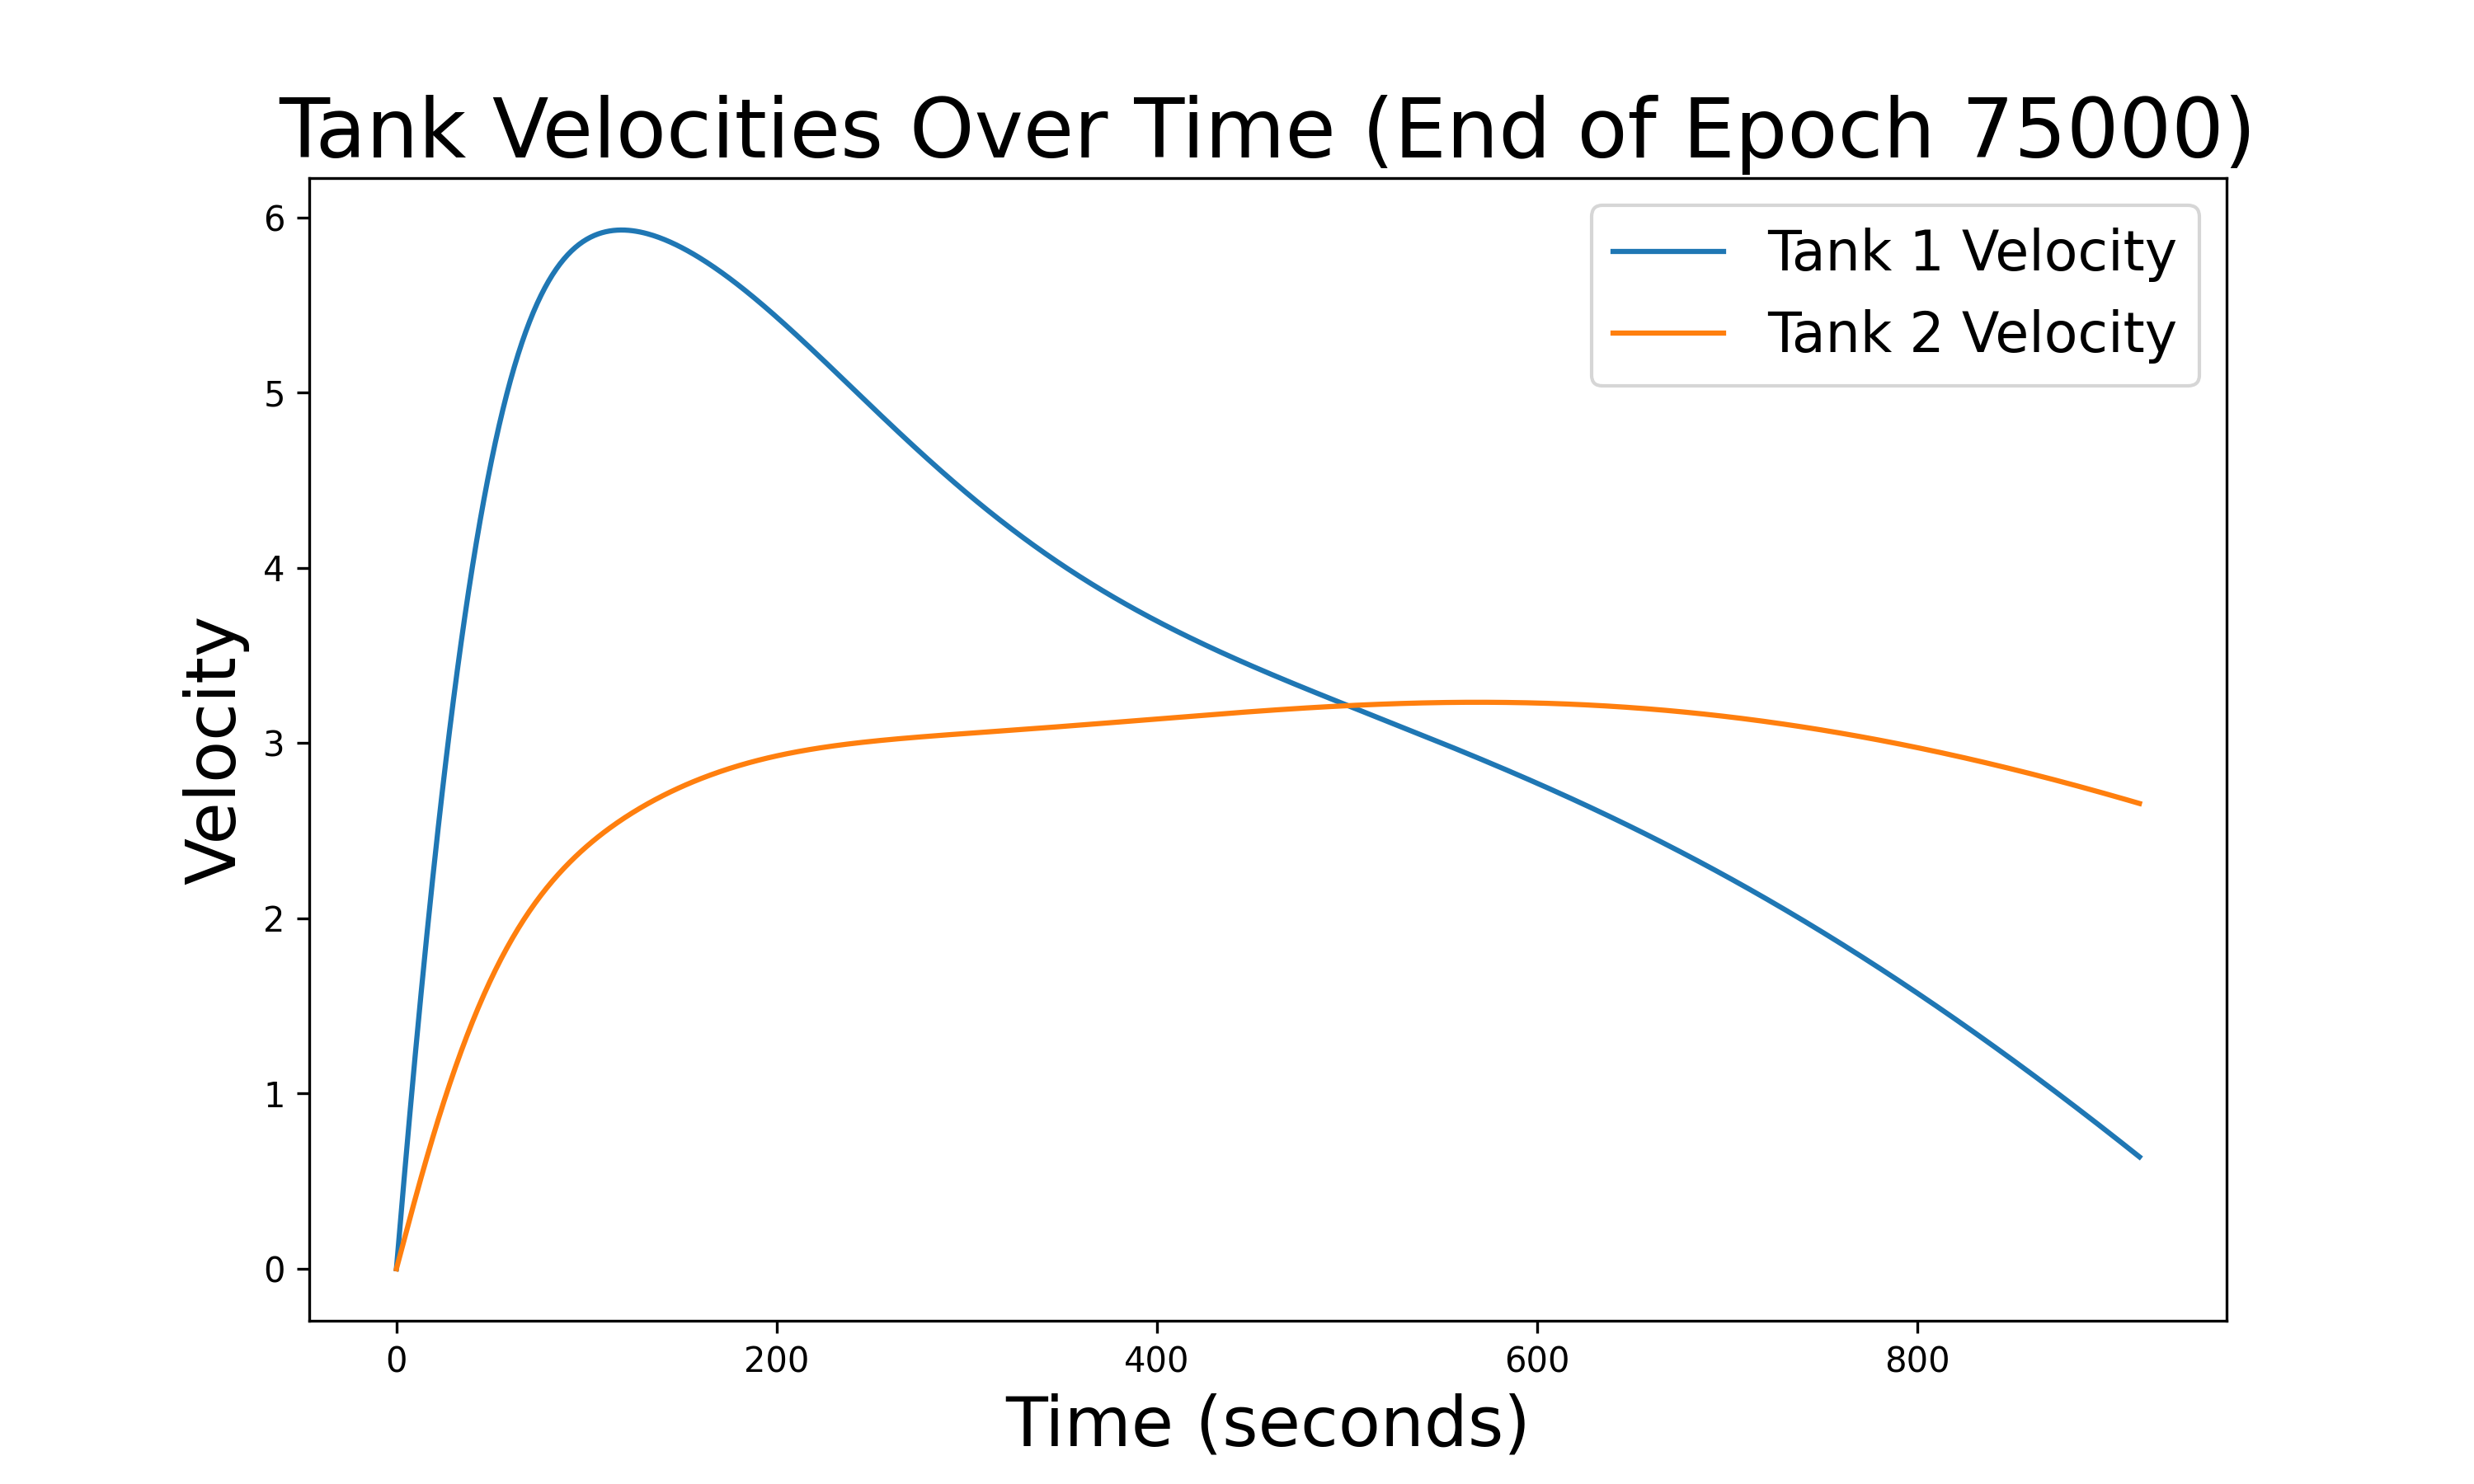 Tank Velocities Over Time (End of Epoch 75000)
Tank 1 Velocity
Tank 2 Velocity
Velocity
6
5
4
3
2
1
0
0 200 400 600 800
Time (seconds)